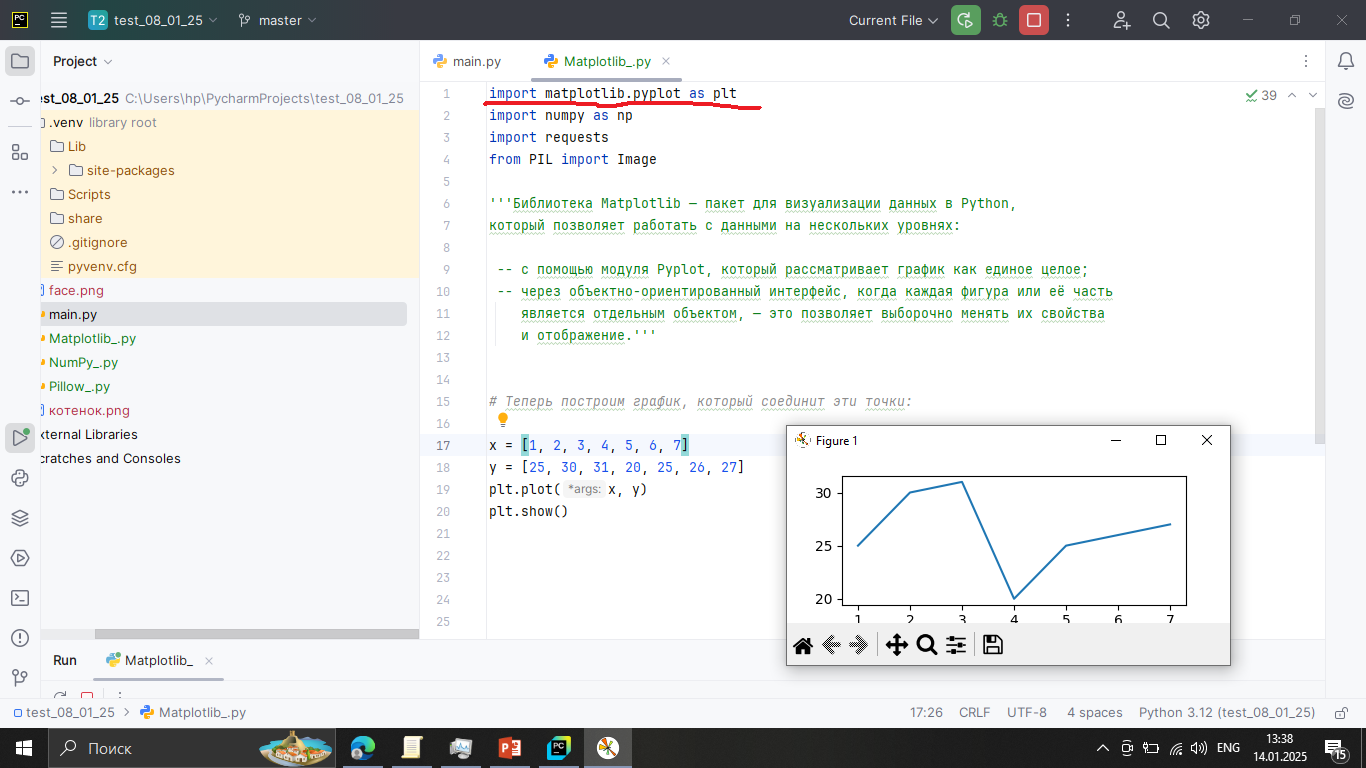 PC T2 test_08_01_25 master Current File
Project main.py Matplotlib_.py
est_08_01_25 C:\Users\hp\PycharmProjects\test_08_01_25
.venv library root
Lib
site-packages
Scripts
share
.gitignore
pyvenv.cfg
face.png
main.py
Matplotlib_.py
NumPy_.py
Pillow_.py
котенок.png
xternal Libraries
cratches and Consoles
39
1 import matplotlib.pyplot as plt
2 import numpy as np
3 import requests
4 from PIL import Image
5
6 '''Библиотека Matplotlib — пакет для визуализации данных в Python,
7 который позволяет работать с данными на нескольких уровнях:
8
9 -- с помощью модуля Pyplot, который рассматривает график как единое целое;
10 -- через объектно-ориентированный интерфейс, когда каждая фигура или её часть
11 является отдельным объектом, — это позволяет выборочно менять их свойства
12 и отображение.'''
13
14
15 # Теперь построим график, который соединит эти точки:
16
17 x = [1, 2, 3, 4, 5, 6, 7]
18 y = [25, 30, 31, 20, 25, 26, 27]
19 plt.plot( *args: x, y)
20 plt.show()
21
22
23
24
25
Figure 1
30
25
20
1 2 3 4 5 6 7
Run Matplotlib_
test_08_01_25 Matplotlib_.py 17:26 CRLF UTF-8 4 spaces Python 3.12 (test_08_01_25)
Поиск PC ENG 13:38
14.01.2025 15